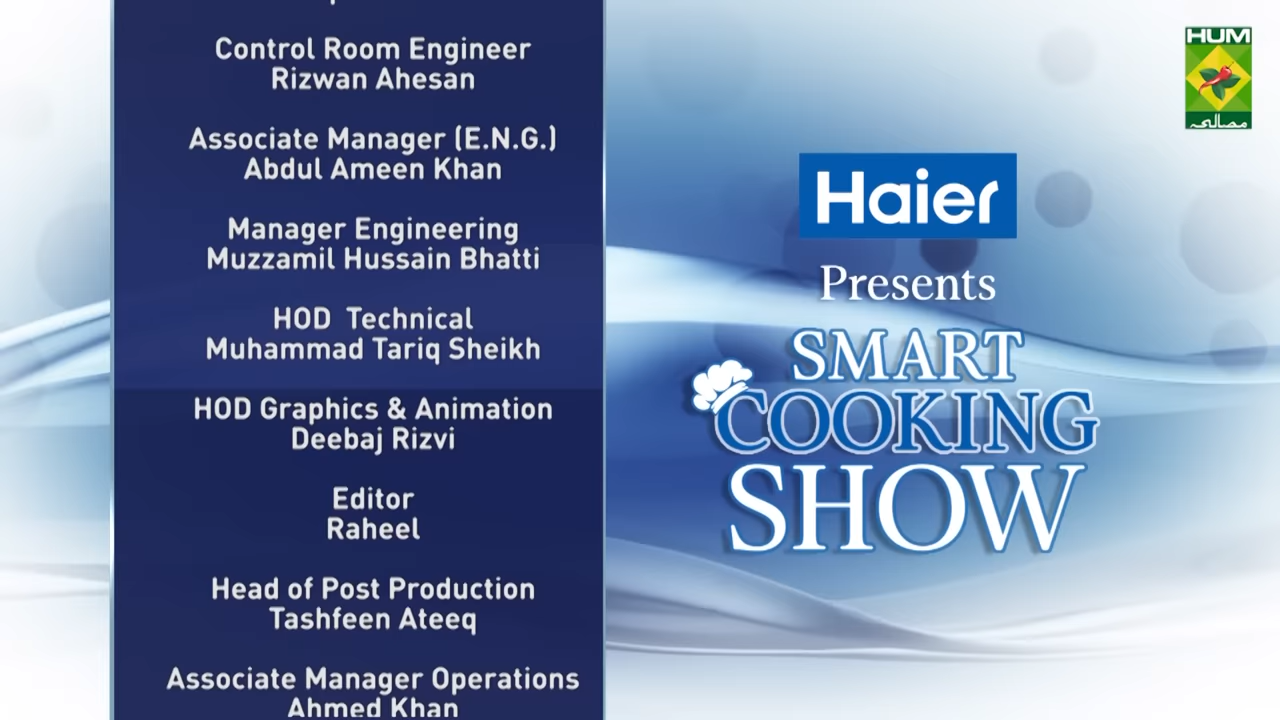 Control Room Engineer
Rizwan Ahesan
Associate Manager (E.N.G.)
Abdul Ameen Khan
Manager Engineering
Muzzamil Hussain Bhatti
HOD  Technical
Muhammad Tariq Sheikh
HOD Graphics & Animation
Deebaj Rizvi
Editor
Raheel
Head of Post Production
Tashfeen Ateeq
Associate Manager Operations
Ahmed Khan
HUM
مصالحہ
Haier
Presents
SMART
COOKING
SHOW